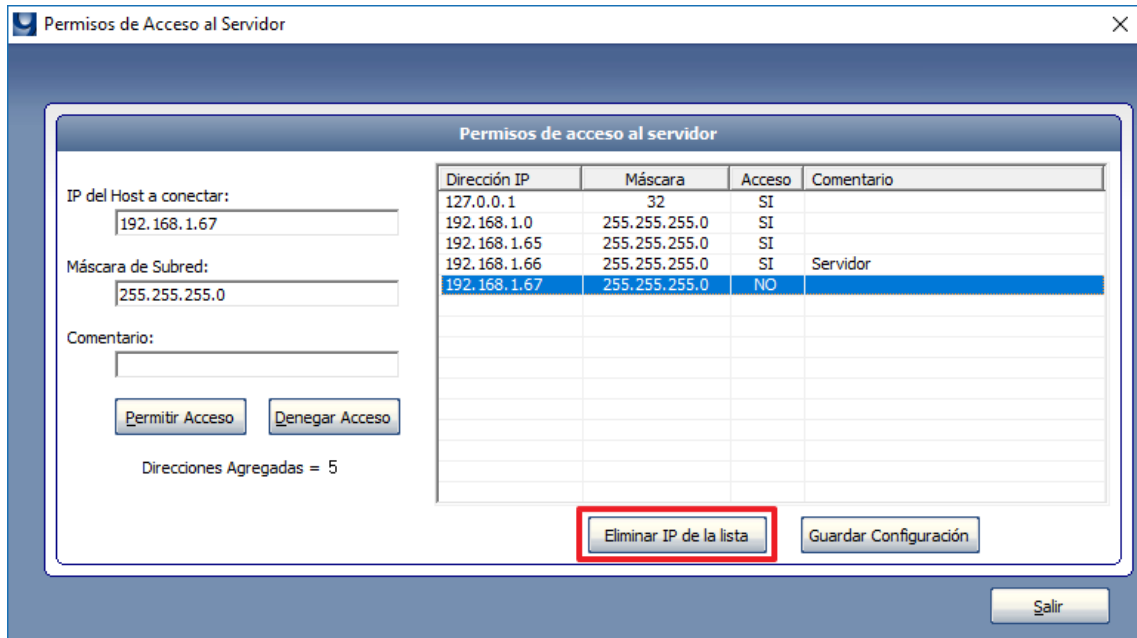 Permisos de Acceso al Servidor
Permisos de acceso al servidor
IP del Host a conectar:
192.168.1.67
Máscara de Subred:
255.255.255.0
Comentario:
Permitir Acceso Denegar Acceso
Direcciones Agregadas = 5
Dirección IP Máscara Acceso Comentario
127.0.0.1 32 SI
192.168.1.0 255.255.255.0 SI
192.168.1.65 255.255.255.0 SI
192.168.1.66 255.255.255.0 SI Servidor
192.168.1.67 255.255.255.0 NO
Eliminar IP de la lista Guardar Configuración
Salir